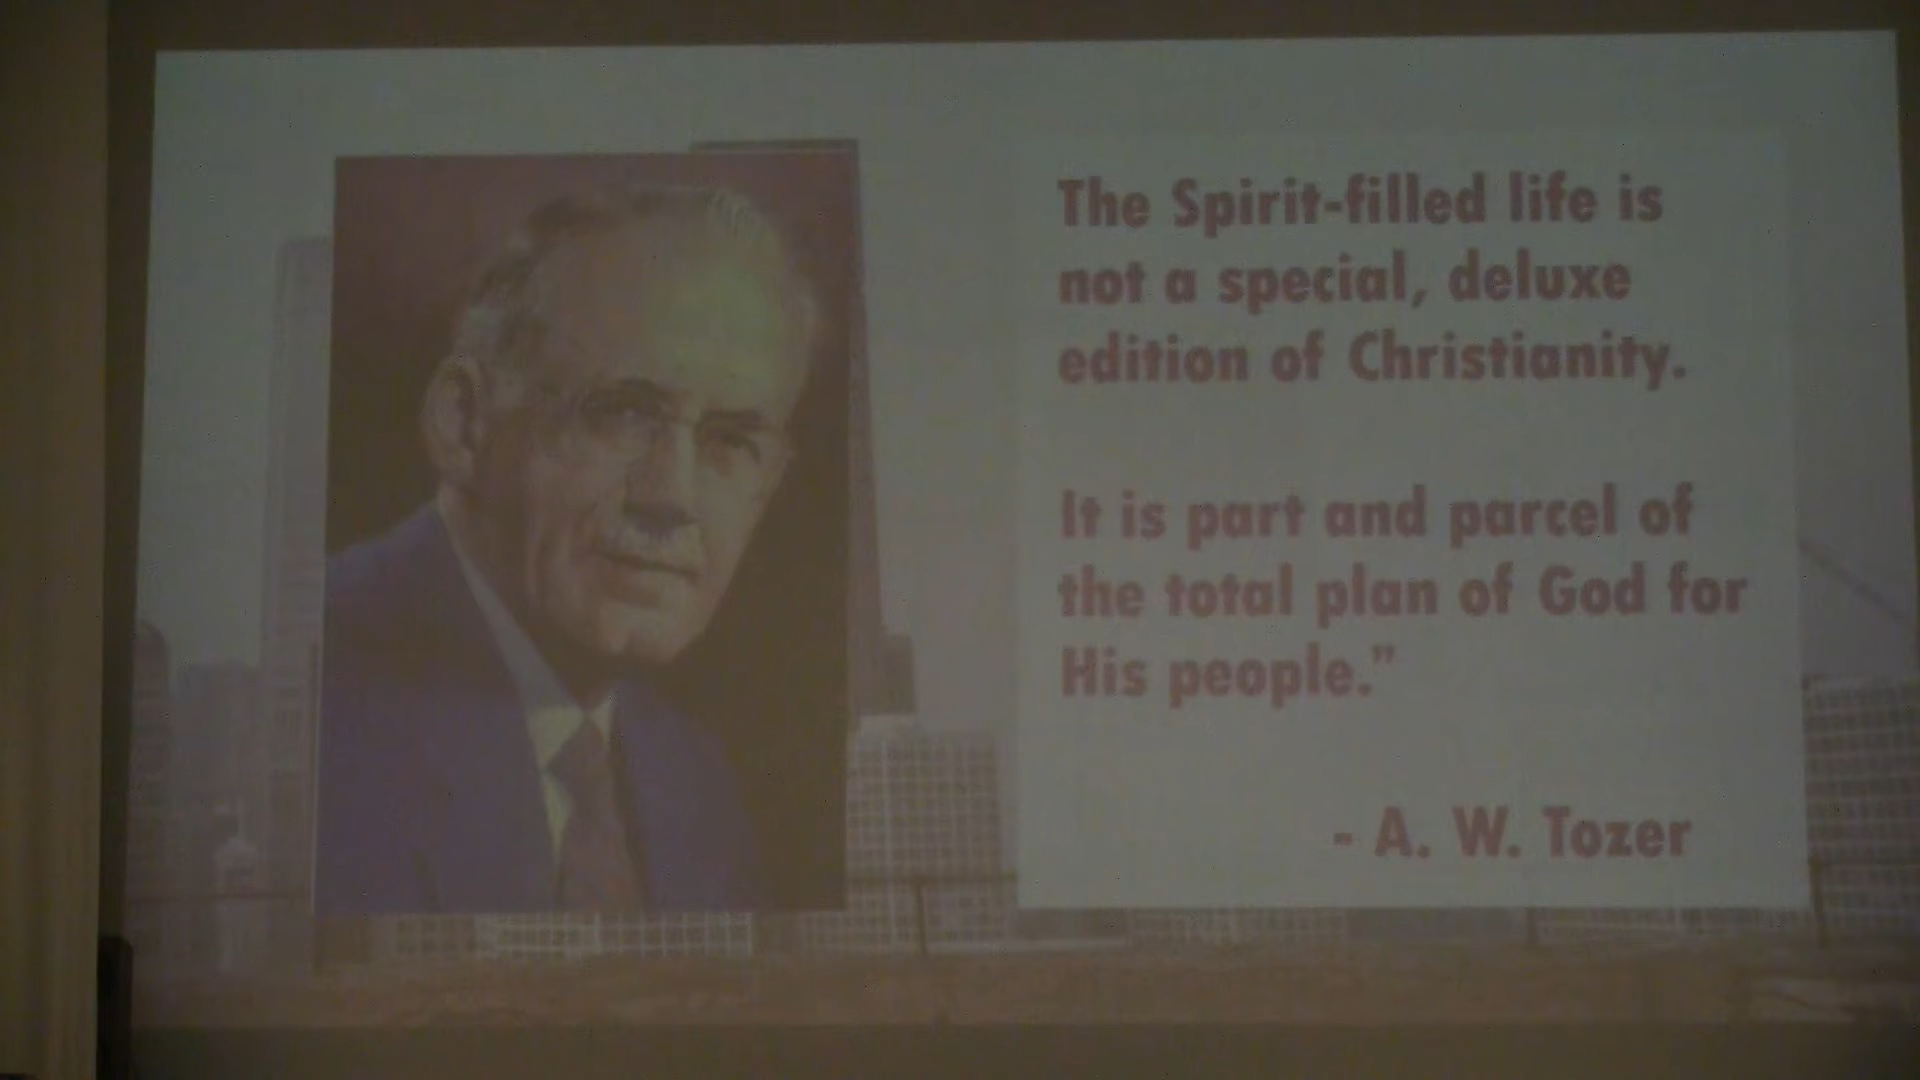 The Spirit-filled life is
not a special, deluxe
edition of Christianity.
It is part and parcel of
the total plan of God for
His people.”
- A. W. Tozer